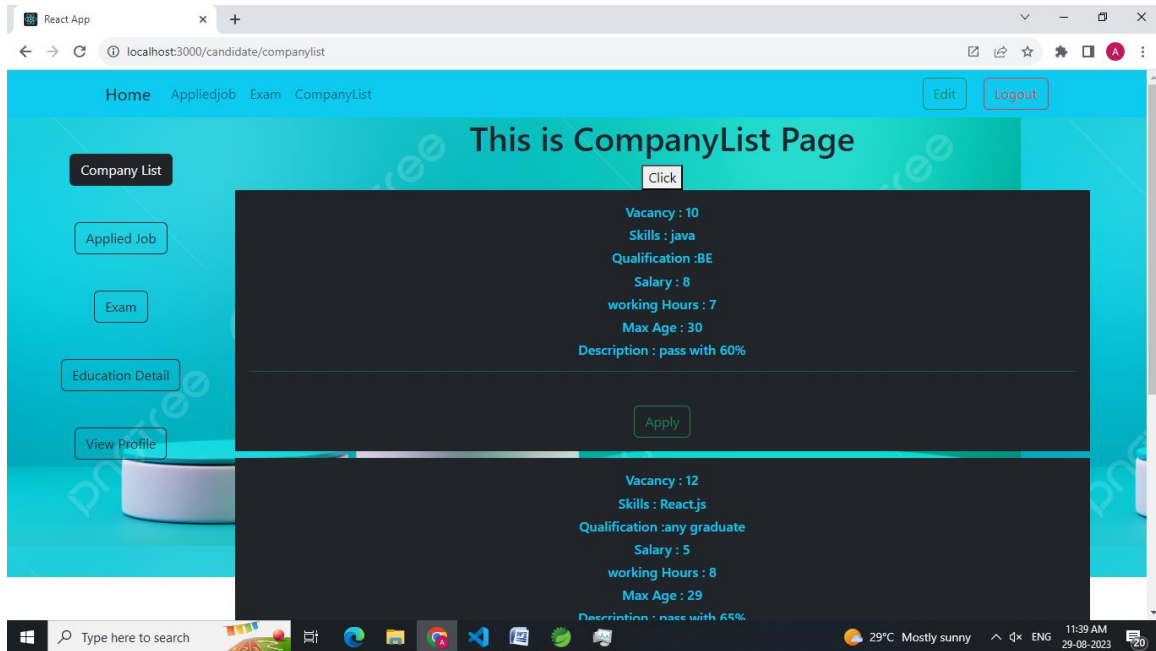 React App
localhost:3000/candidate/companylist
A
Home Appliedjob Exam CompanyList Edit Logout
This is CompanyList Page
Click
Company List
Applied Job
Exam
Education Detail
View Profile
Vacancy : 10
Skills : java
Qualification :BE
Salary : 8
working Hours : 7
Max Age : 30
Description : pass with 60%
Apply
Vacancy : 12
Skills : React.js
Qualification :any graduate
Salary : 5
working Hours : 8
Max Age : 29
Description : pass with 65%
Type here to search
29°C Mostly sunny
ENG
11:39 AM
29-08-2023
20